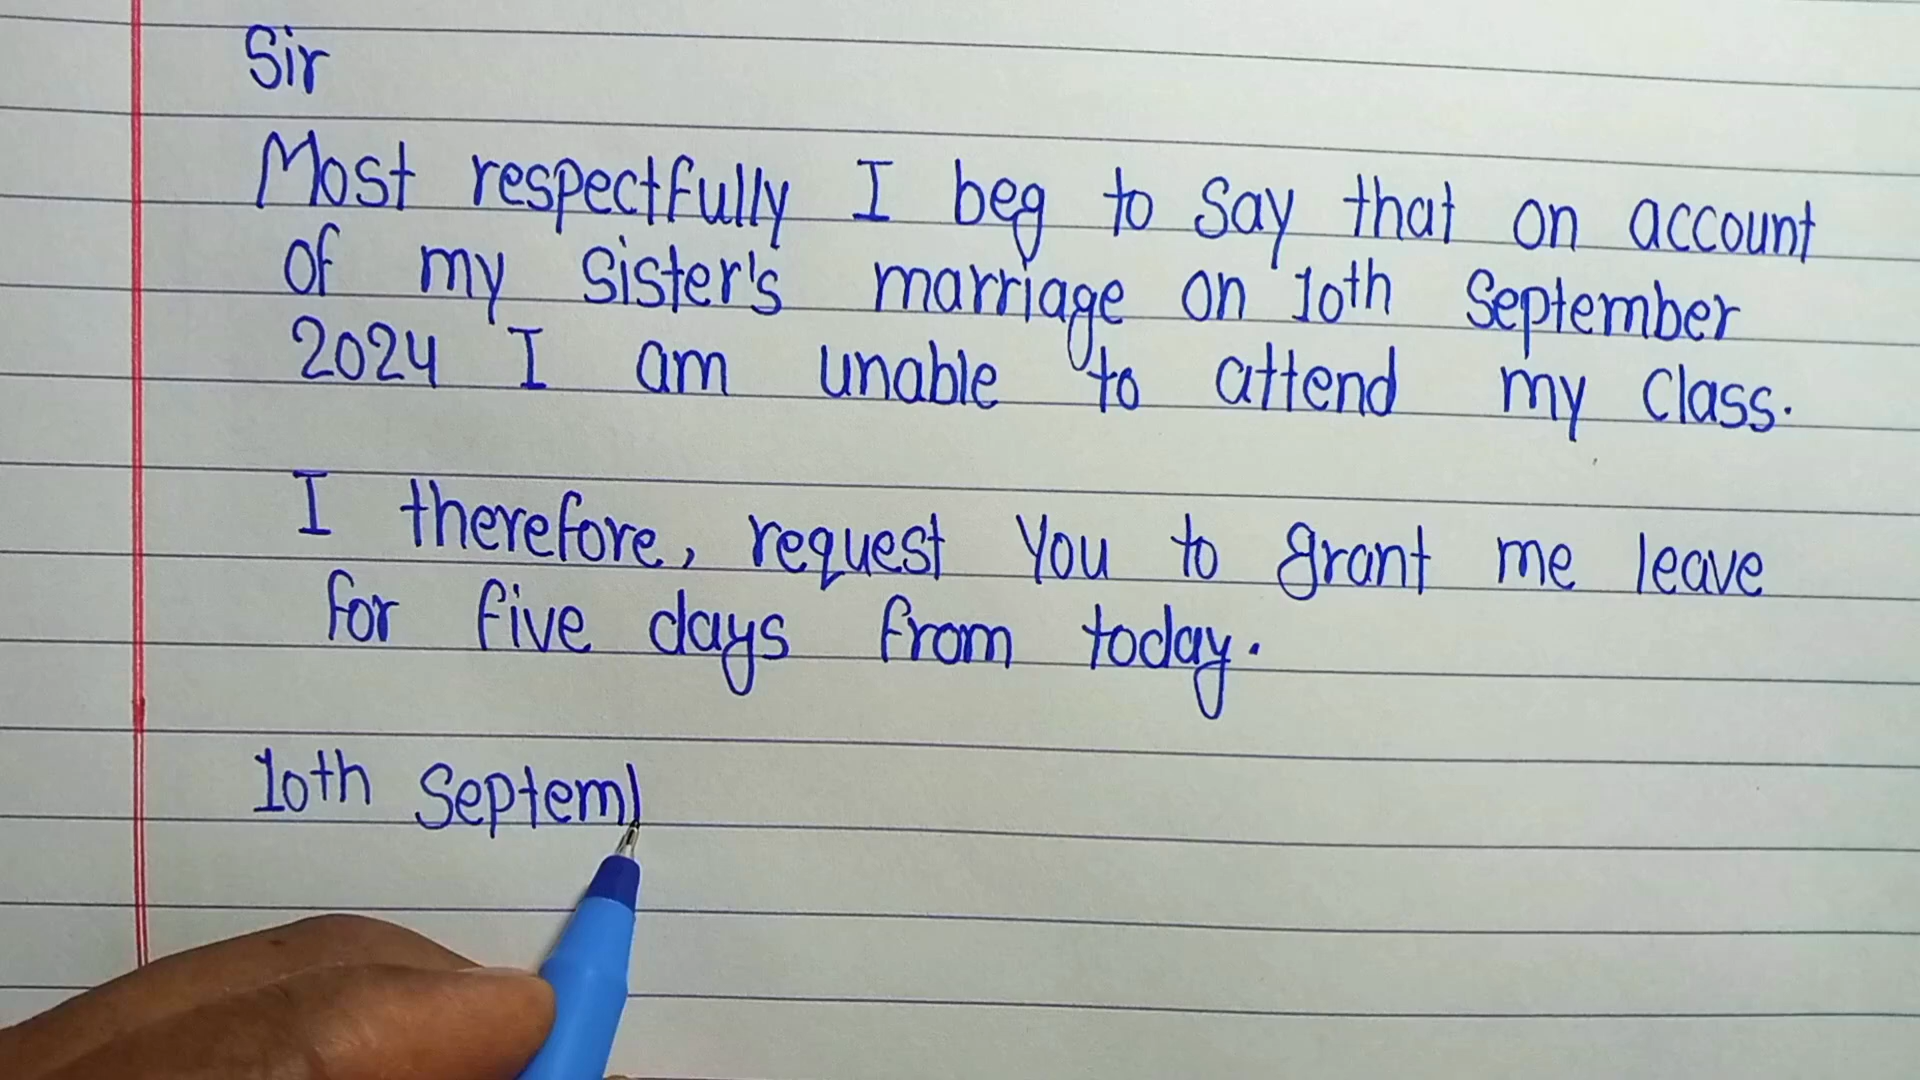 Sir
Most respectfully I beg to say that on account
of my sister's marriage on 10th September
2024 I am unable to attend my class.
I therefore, request you to grant me leave
for five days from today.
10th Septeml